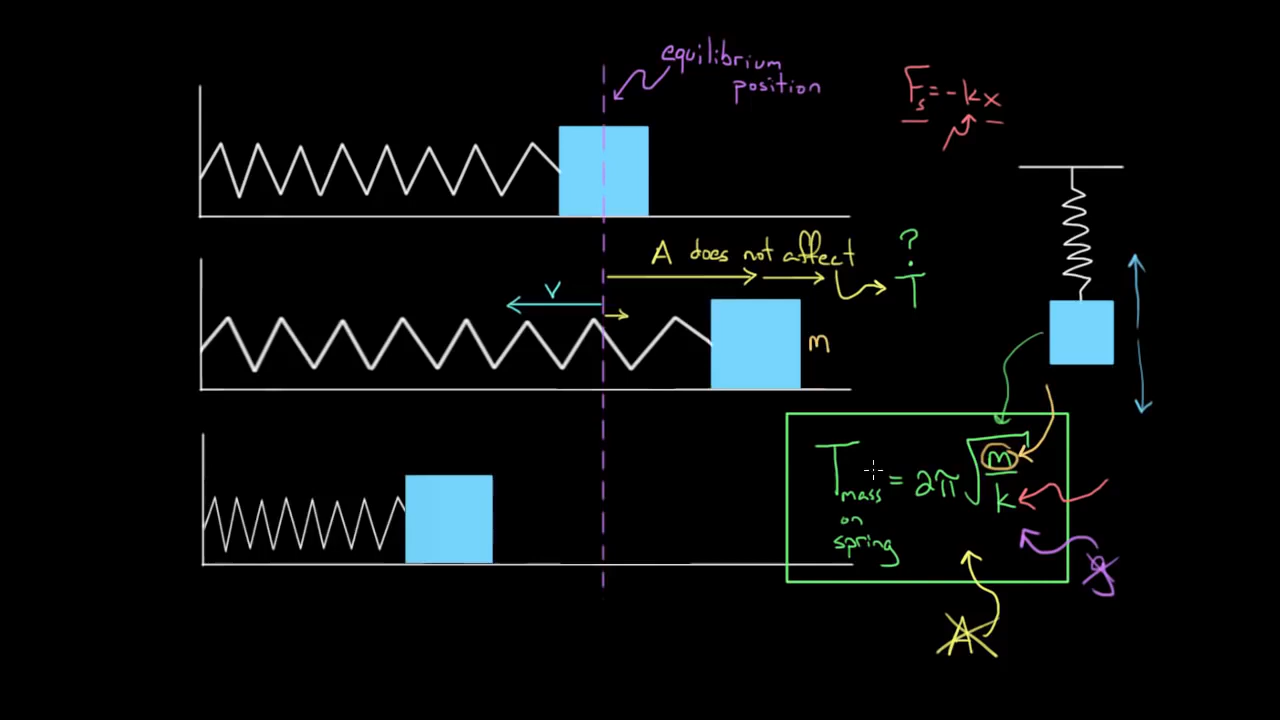 equilibrium
position
Fs=-kx
A does not affect
?
T
V
m
T mass on spring = 2π√(m/k)
g
A